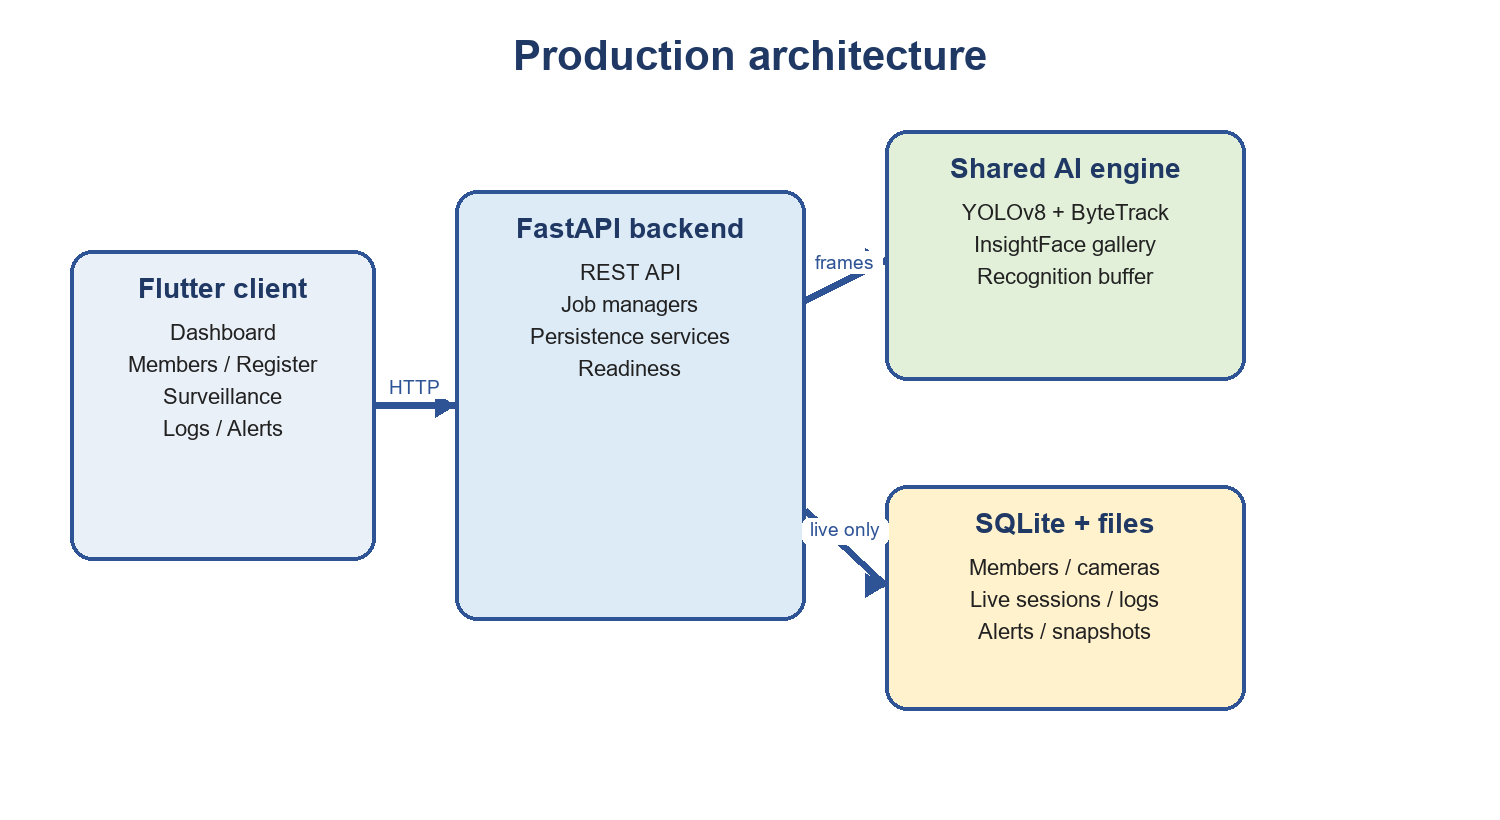 Production architecture
Flutter client
Dashboard
Members / Register
Surveillance
Logs / Alerts
HTTP
FastAPI backend
REST API
Job managers
Persistence services
Readiness
frames
live only
Shared AI engine
YOLOv8 + ByteTrack
InsightFace gallery
Recognition buffer
SQLite + files
Members / cameras
Live sessions / logs
Alerts / snapshots